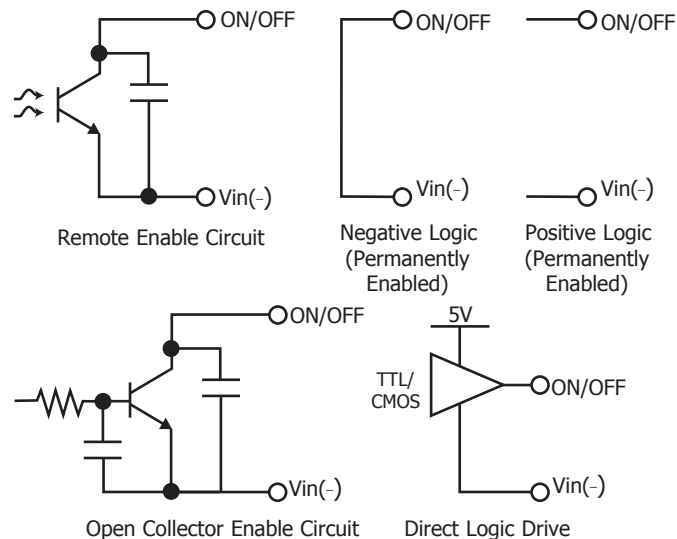 ON/OFF
Vin(–)
Remote Enable Circuit
ON/OFF
Vin(–)
Negative Logic
(Permanently
Enabled)
ON/OFF
Vin(–)
Positive Logic
(Permanently
Enabled)
ON/OFF
Vin(–)
Open Collector Enable Circuit
5V
TTL/
CMOS
ON/OFF
Vin(–)
Direct Logic Drive